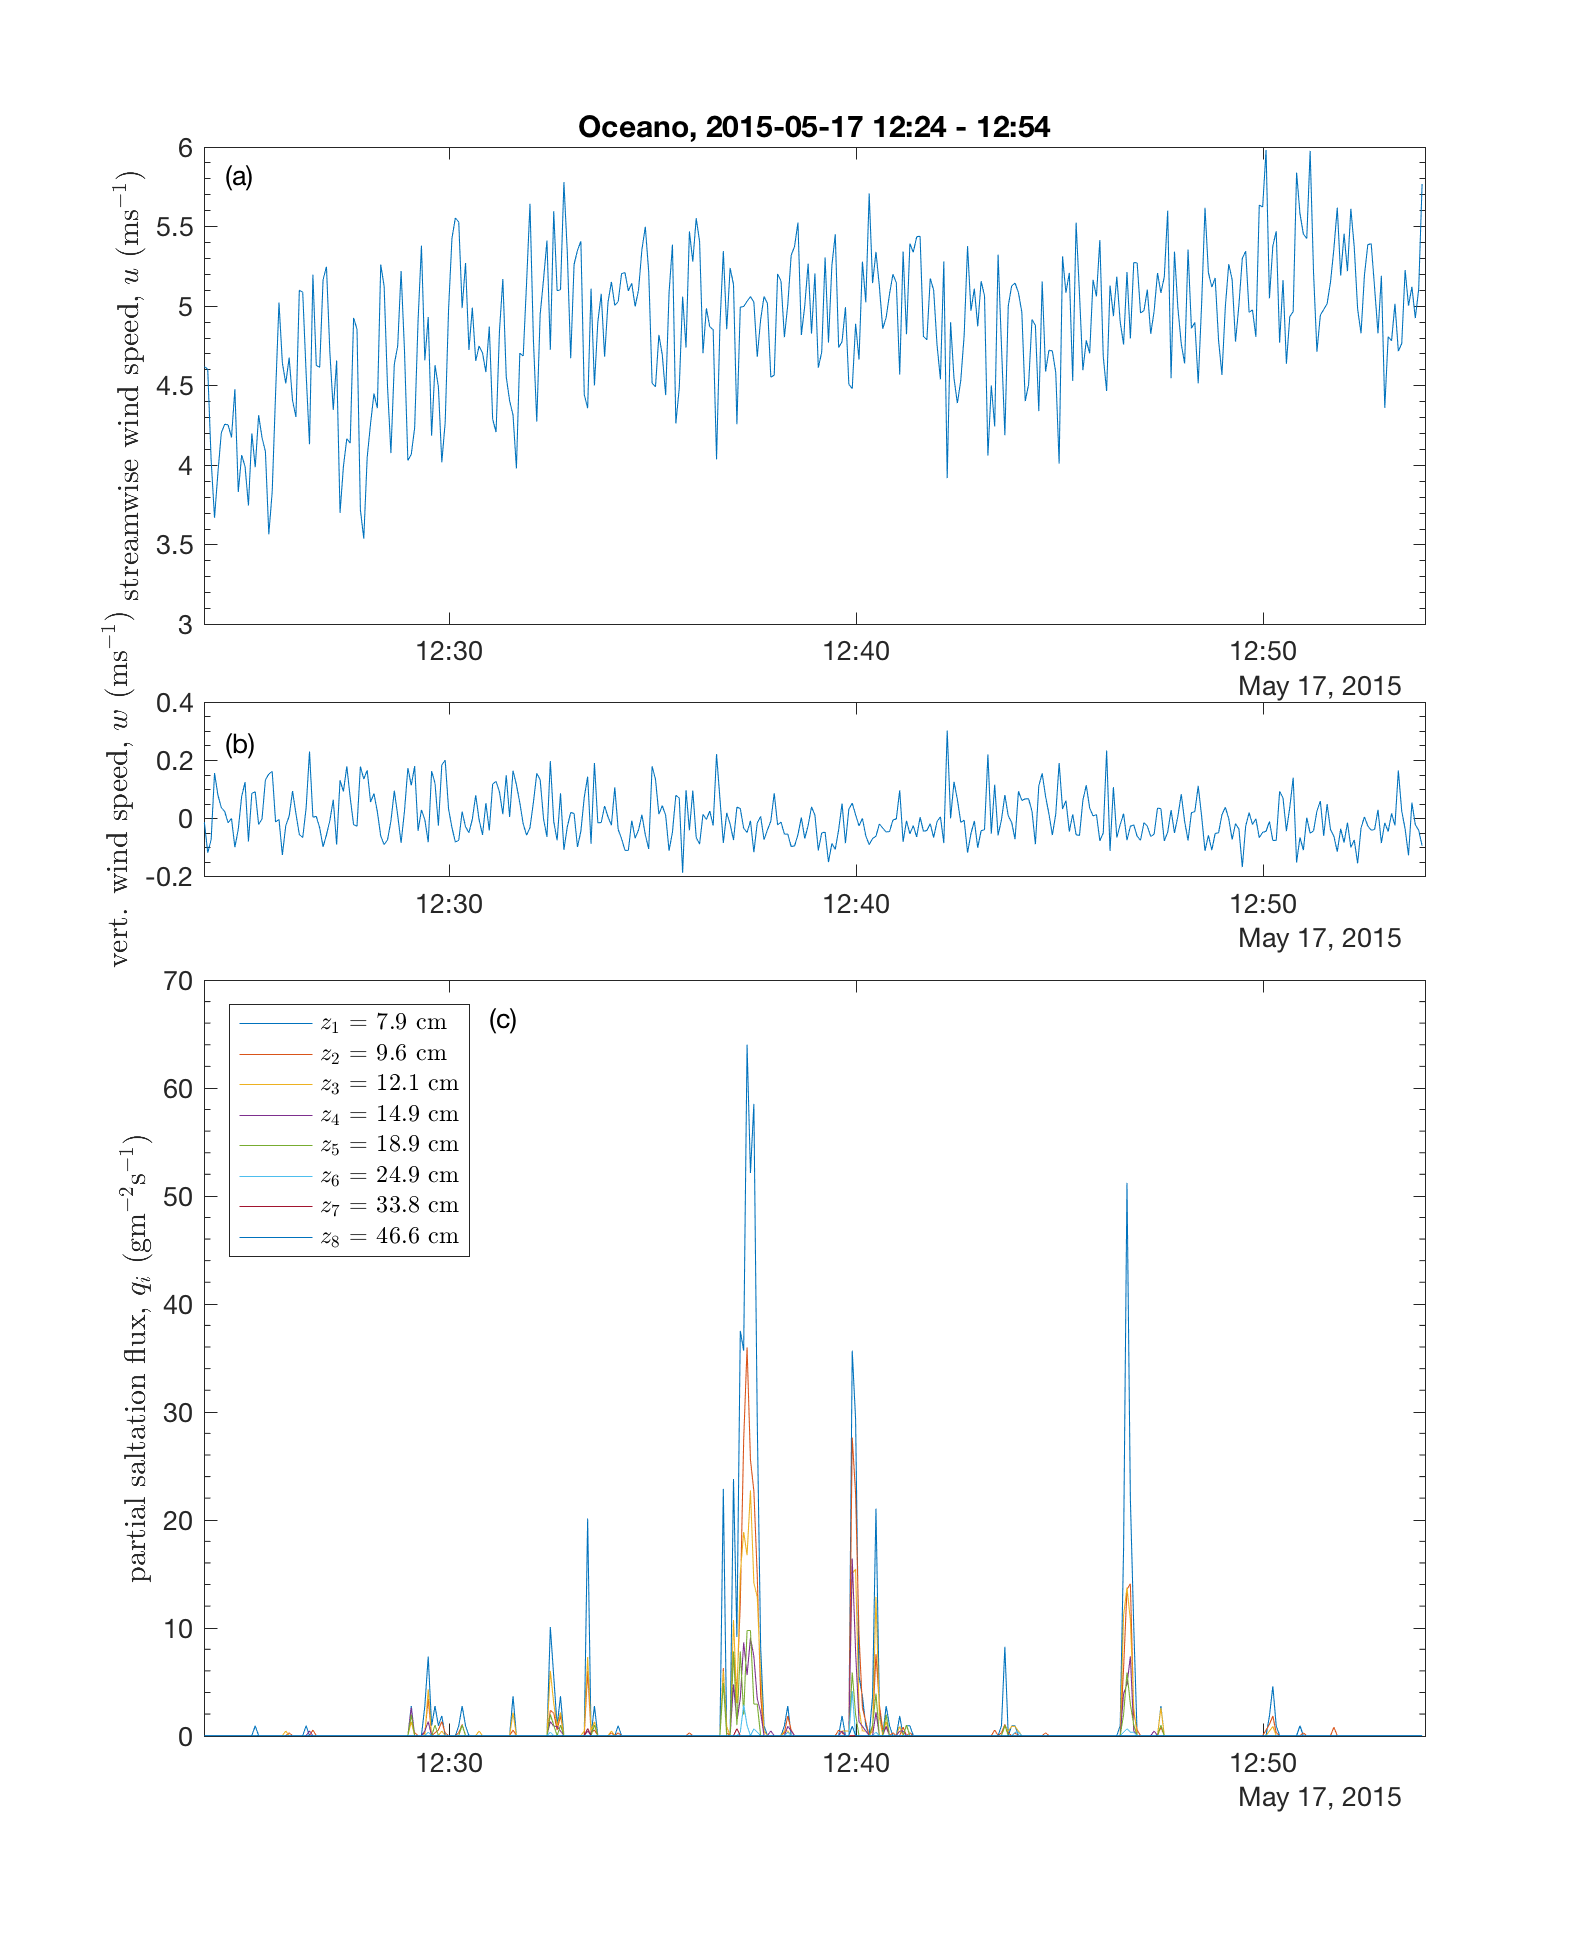 Oceano, 2015-05-17 12:24 - 12:54
(a)
streamwise wind speed, u (ms⁻¹)
6
5.5
5
4.5
4
3.5
3
12:30 12:40 12:50
May 17, 2015
(b)
vert. wind speed, w (ms⁻¹)
0.4
0.2
0
-0.2
12:30 12:40 12:50
May 17, 2015
(c)
partial saltation flux, qᵢ (gm⁻²s⁻¹)
70
60
50
40
30
20
10
0
z₁ = 7.9 cm
z₂ = 9.6 cm
z₃ = 12.1 cm
z₄ = 14.9 cm
z₅ = 18.9 cm
z₆ = 24.9 cm
z₇ = 33.8 cm
z₈ = 46.6 cm
12:30 12:40 12:50
May 17, 2015